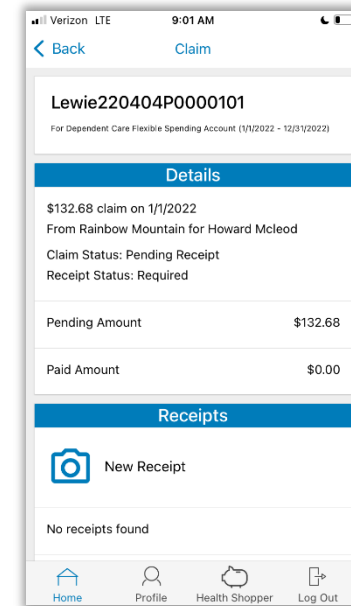 Verizon LTE 9:01 AM
Back Claim
Lewie220404P0000101
For Dependent Care Flexible Spending Account (1/1/2022 - 12/31/2022)
Details
$132.68 claim on 1/1/2022
From Rainbow Mountain for Howard Mcleod
Claim Status: Pending Receipt
Receipt Status: Required
Pending Amount $132.68
Paid Amount $0.00
Receipts
New Receipt
No receipts found
Home Profile Health Shopper Log Out